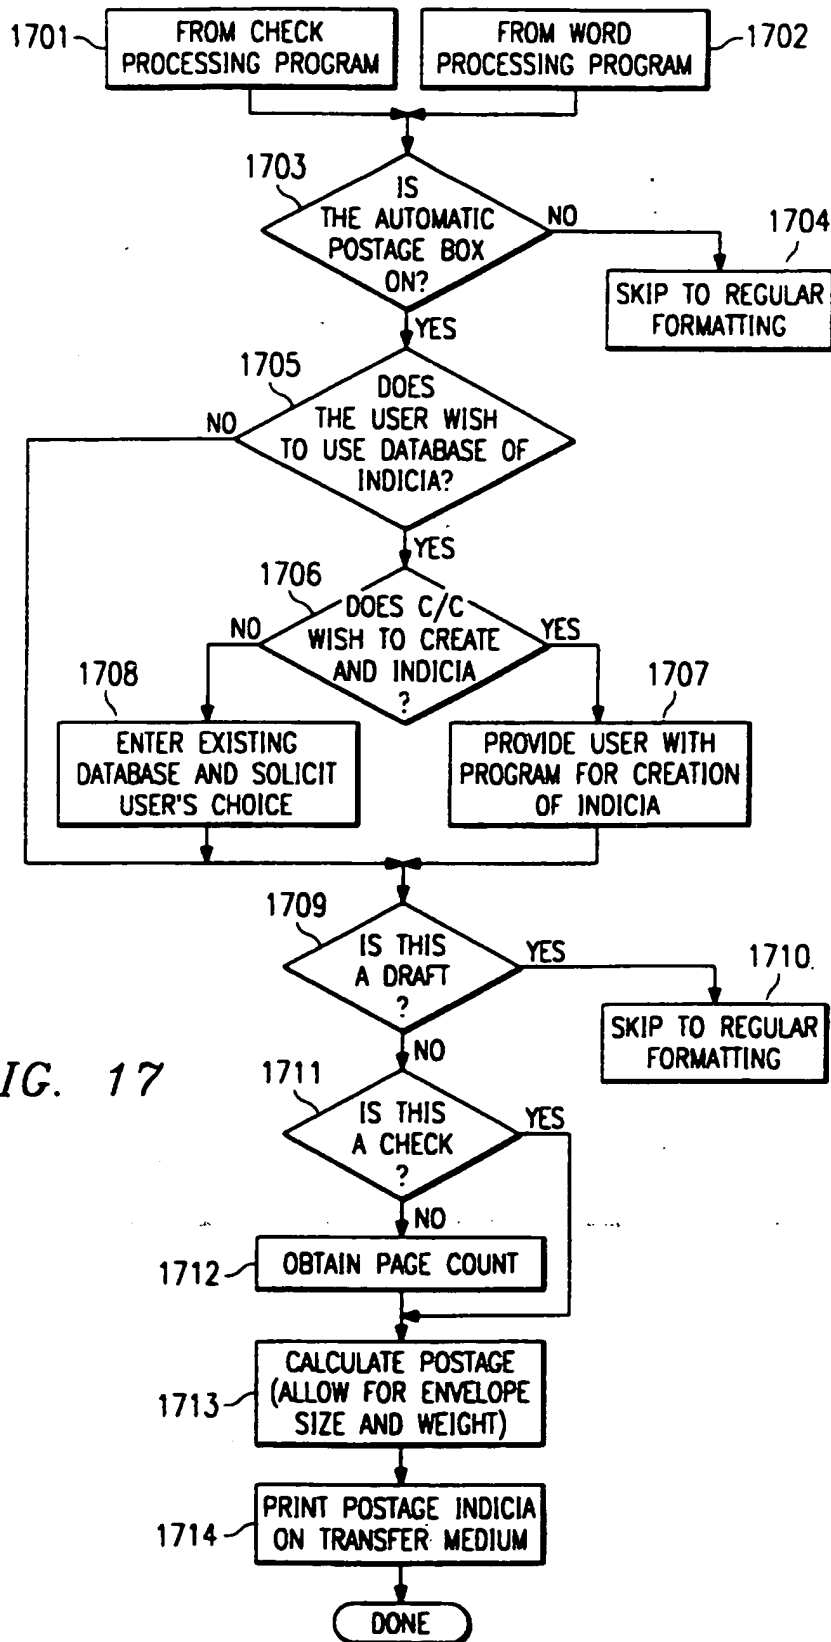 1701
FROM CHECK
PROCESSING PROGRAM
FROM WORD
PROCESSING PROGRAM
1702
1703
IS
THE AUTOMATIC
POSTAGE BOX
ON?
NO
1704
SKIP TO REGULAR
FORMATTING
YES
1705
DOES
THE USER WISH
TO USE DATABASE OF
INDICIA?
NO
YES
1706
DOES C/C
WISH TO CREATE
AND INDICIA
?
NO
YES
1708
ENTER EXISTING
DATABASE AND SOLICIT
USER'S CHOICE
1707
PROVIDE USER WITH
PROGRAM FOR CREATION
OF INDICIA
1709
IS THIS
A DRAFT
?
YES
1710
SKIP TO REGULAR
FORMATTING
NO
IG. 17
1711
IS THIS
A CHECK
?
YES
NO
1712
OBTAIN PAGE COUNT
1713
CALCULATE POSTAGE
(ALLOW FOR ENVELOPE
SIZE AND WEIGHT)
1714
PRINT POSTAGE INDICIA
ON TRANSFER MEDIUM
DONE